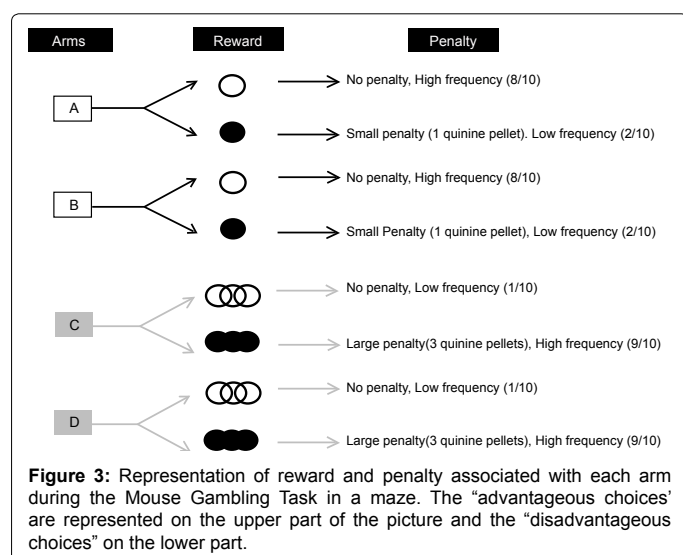 Arms Reward Penalty
No penalty, High frequency (8/10)
A
Small penalty (1 quinine pellet). Low frequency (2/10)
No penalty, High frequency (8/10)
B
Small Penalty (1 quinine pellet), Low frequency (2/10)
No penalty, Low frequency (1/10)
C
Large penalty(3 quinine pellets), High frequency (9/10)
No penalty, Low frequency (1/10)
D
Large penalty(3 quinine pellets), High frequency (9/10)
Figure 3: Representation of reward and penalty associated with each arm
during the Mouse Gambling Task in a maze. The “advantageous choices’
are represented on the upper part of the picture and the “disadvantageous
choices” on the lower part.